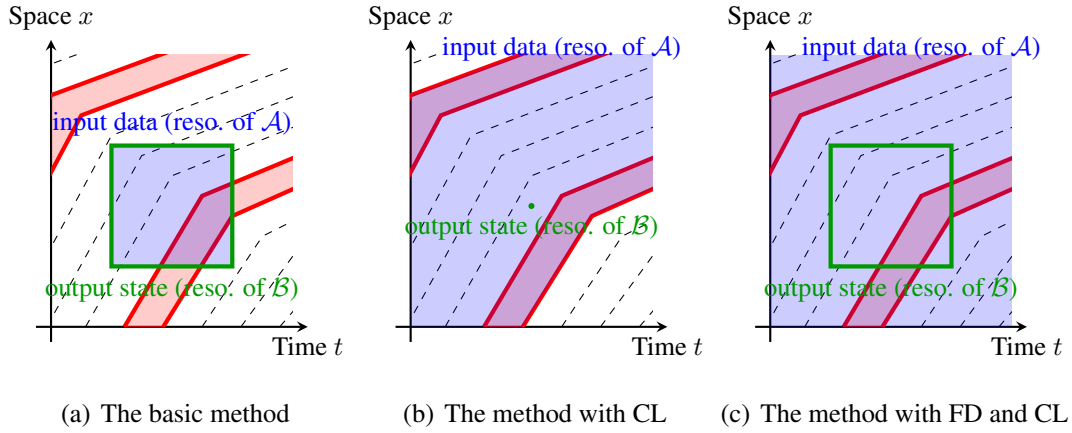 Space x
input data (reso. of A)
output state (reso. of B)
Time t
(a) The basic method
Space x
input data (reso. of A)
output state (reso. of B)
Time t
(b) The method with CL
Space x
input data (reso. of A)
output state (reso. of B)
Time t
(c) The method with FD and CL